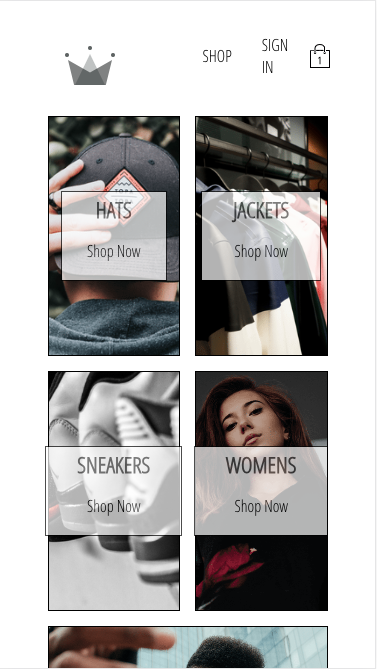 SHOP
SIGN
IN
1
HATS
Shop Now
JACKETS
Shop Now
SNEAKERS
Shop Now
WOMENS
Shop Now